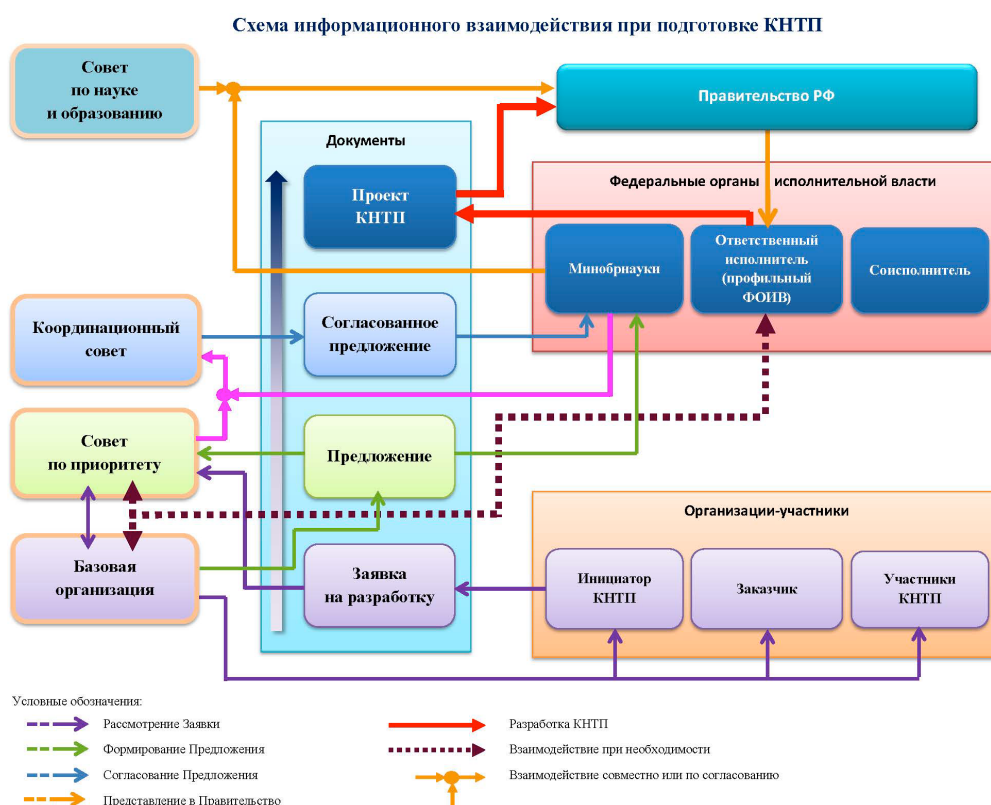 Схема информационного взаимодействия при подготовке КНТП
Совет
по науке
и образованию
Правительство РФ
Документы
Проект
КНТП
Федеральные органы исполнительной власти
Минобрнауки
Ответственный
исполнитель
(профильный
ФОИВ)
Соисполнитель
Координационный
совет
Согласованное
предложение
Совет
по приоритету
Предложение
Организации-участники
Базовая
организация
Заявка
на разработку
Инициатор
КНТП
Заказчик
Участники
КНТП
Условные обозначения:
Рассмотрение Заявки
Формирование Предложения
Согласование Предложения
Представление в Правительство
Разработка КНТП
Взаимодействие при необходимости
Взаимодействие совместно или по согласованию